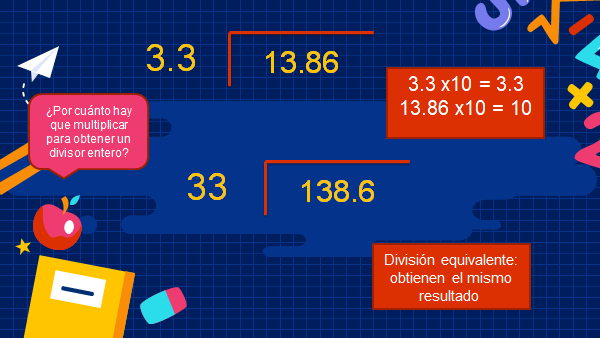 3.3
13.86
3.3 x10 = 3.3
13.86 x10 = 10
¿Por cuánto hay
que multiplicar
para obtener un
divisor entero?
33
138.6
División equivalente:
obtienen el mismo
resultado